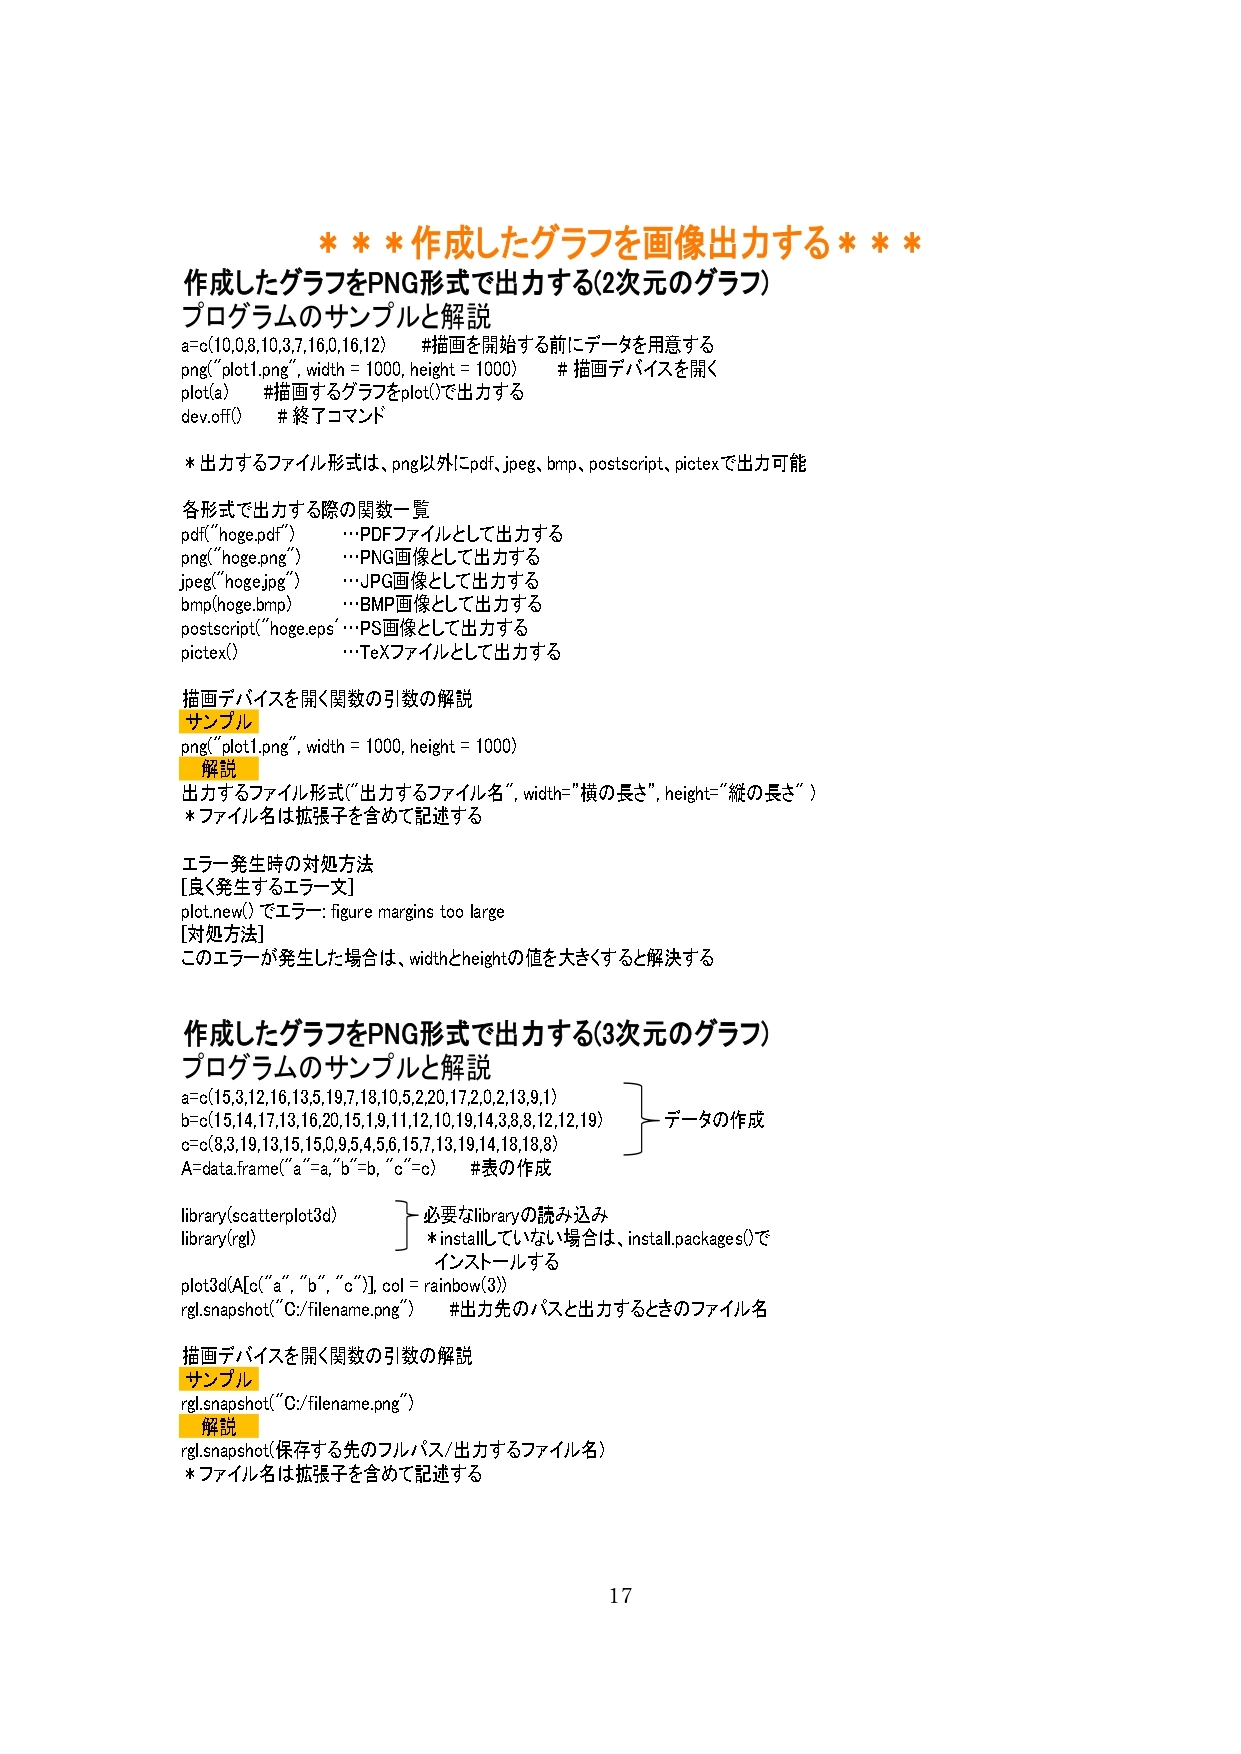 ＊＊＊作成したグラフを画像出力する＊＊＊
作成したグラフをPNG形式で出力する(2次元のグラフ)
プログラムのサンプルと解説
a=c(10,0,8,10,3,7,16,0,16,12)　　#描画を開始する前にデータを用意する
png("plot1.png", width = 1000, height = 1000)　　# 描画デバイスを開く
plot(a)　　#描画するグラフをplot()で出力する
dev.off()　　# 終了コマンド
＊出力するファイル形式は、png以外にpdf、jpeg、bmp、postscript、pictexで出力可能
各形式で出力する際の関数一覧
pdf("hoge.pdf")　　…PDFファイルとして出力する
png("hoge.png")　　…PNG画像として出力する
jpeg("hoge.jpg")　　…JPG画像として出力する
bmp(hoge.bmp)　　…BMP画像として出力する
postscript("hoge.eps'…PS画像として出力する
pictex()　　…TeXファイルとして出力する
描画デバイスを開く関数の引数の解説
サンプル
png("plot1.png", width = 1000, height = 1000)
解説
出力するファイル形式("出力するファイル名", width="横の長さ", height="縦の長さ" )
＊ファイル名は拡張子を含めて記述する
エラー発生時の対処方法
[良く発生するエラー文]
plot.new() でエラー: figure margins too large
[対処方法]
このエラーが発生した場合は、widthとheightの値を大きくすると解決する
作成したグラフをPNG形式で出力する(3次元のグラフ)
プログラムのサンプルと解説
a=c(15,3,12,16,13,5,19,7,18,10,5,2,20,17,2,0,2,13,9,1)
b=c(15,14,17,13,16,20,15,1,9,11,12,10,19,14,3,8,8,12,12,19)　データの作成
c=c(8,3,19,13,15,15,0,9,5,4,5,6,15,7,13,19,14,18,18,8)
A=data.frame("a"=a,"b"=b, "c"=c)　　#表の作成
library(scatterplot3d)　　必要なlibraryの読み込み
library(rgl)　　＊installしていない場合は、install.packages()で
インストールする
plot3d(A[c("a", "b", "c")], col = rainbow(3))
rgl.snapshot("C:/filename.png")　　#出力先のパスと出力するときのファイル名
描画デバイスを開く関数の引数の解説
サンプル
rgl.snapshot("C:/filename.png")
解説
rgl.snapshot(保存する先のフルパス/出力するファイル名)
＊ファイル名は拡張子を含めて記述する
17